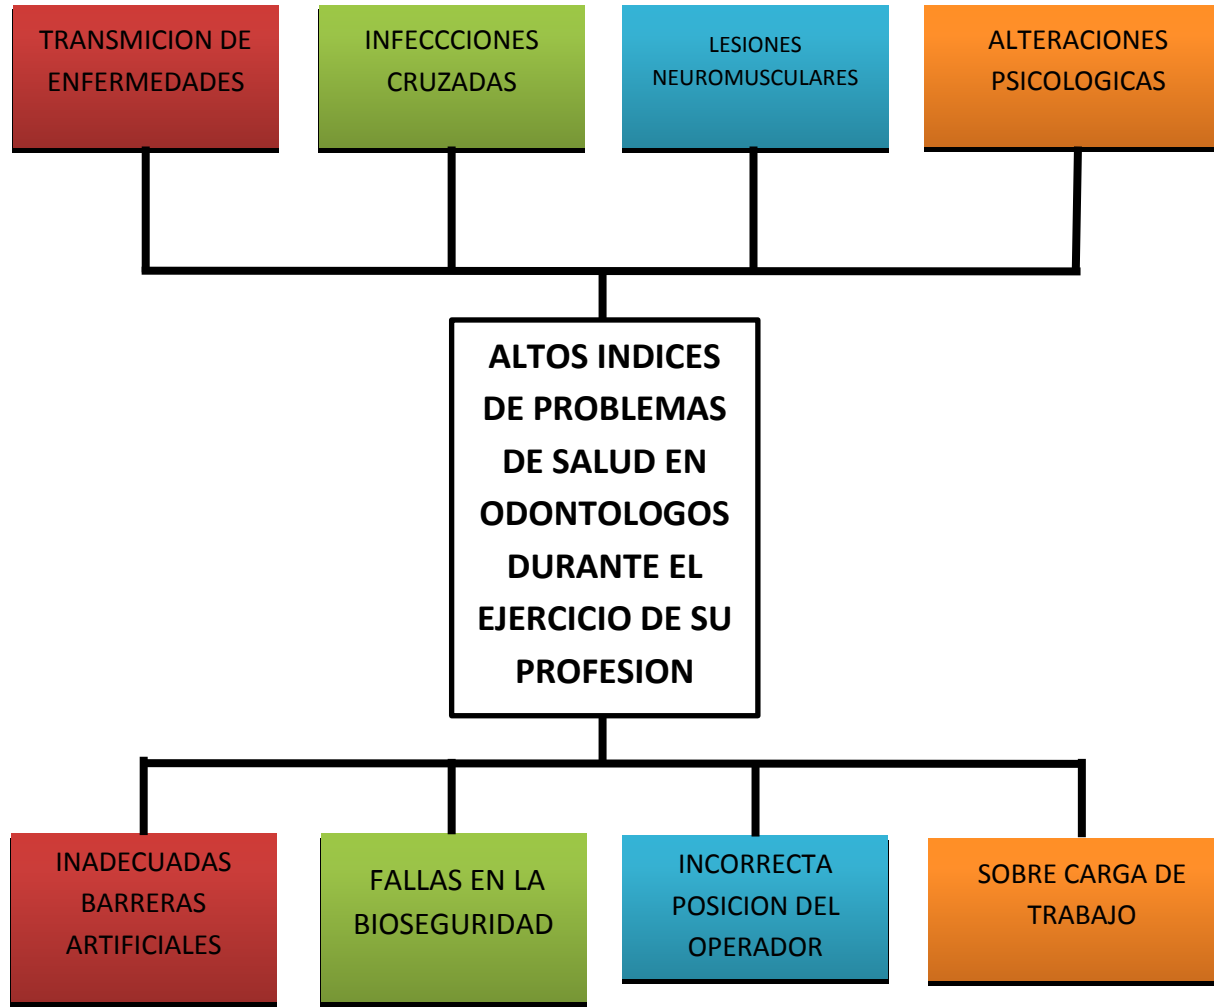 TRANSMICION DE
ENFERMEDADES
INFECCCIONES
CRUZADAS
LESIONES
NEUROMUSCULARES
ALTERACIONES
PSICOLOGICAS
ALTOS INDICES
DE PROBLEMAS
DE SALUD EN
ODONTOLOGOS
DURANTE EL
EJERCICIO DE SU
PROFESION
INADECUADAS
BARRERAS
ARTIFICIALES
FALLAS EN LA
BIOSEGURIDAD
INCORRECTA
POSICION DEL
OPERADOR
SOBRE CARGA DE
TRABAJO